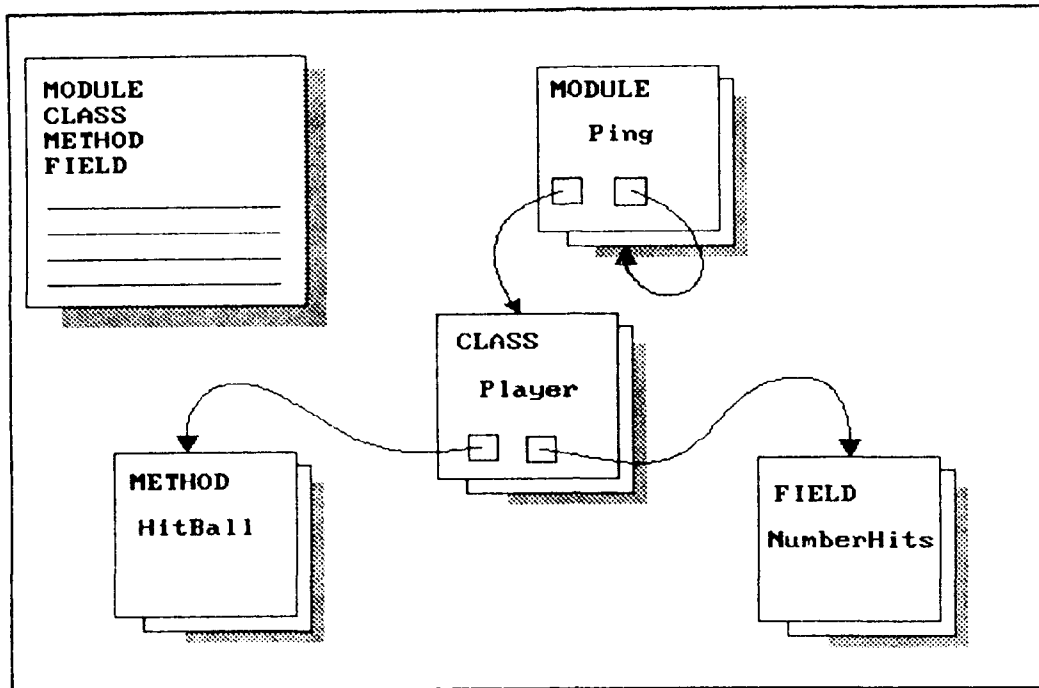 MODULE
CLASS
METHOD
FIELD
MODULE
Ping
CLASS
Player
METHOD
HitBall
FIELD
NumberHits